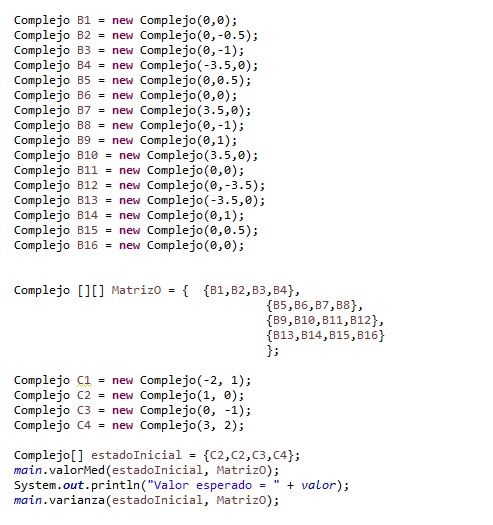 Complejo B1 = new Complejo(0,0);
Complejo B2 = new Complejo(0,-0.5);
Complejo B3 = new Complejo(0,-1);
Complejo B4 = new Complejo(-3.5,0);
Complejo B5 = new Complejo(0,0.5);
Complejo B6 = new Complejo(0,0);
Complejo B7 = new Complejo(3.5,0);
Complejo B8 = new Complejo(0,-1);
Complejo B9 = new Complejo(0,1);
Complejo B10 = new Complejo(3.5,0);
Complejo B11 = new Complejo(0,0);
Complejo B12 = new Complejo(0,-3.5);
Complejo B13 = new Complejo(-3.5,0);
Complejo B14 = new Complejo(0,1);
Complejo B15 = new Complejo(0,0.5);
Complejo B16 = new Complejo(0,0);
Complejo [][] MatrizO = {  {B1,B2,B3,B4},
{B5,B6,B7,B8},
{B9,B10,B11,B12},
{B13,B14,B15,B16}
};
Complejo C1 = new Complejo(-2, 1);
Complejo C2 = new Complejo(1, 0);
Complejo C3 = new Complejo(0, -1);
Complejo C4 = new Complejo(3, 2);
Complejo[] estadoInicial = {C2,C2,C3,C4};
main.valorMed(estadoInicial, MatrizO);
System.out.println("Valor esperado = " + valor);
main.varianza(estadoInicial, MatrizO);